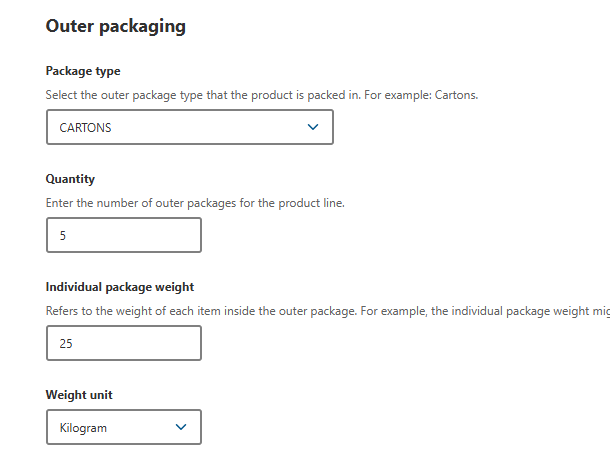 Outer packaging
Package type
Select the outer package type that the product is packed in. For example: Cartons.
CARTONS
Quantity
Enter the number of outer packages for the product line.
5
Individual package weight
Refers to the weight of each item inside the outer package. For example, the individual package weight
25
Weight unit
Kilogram